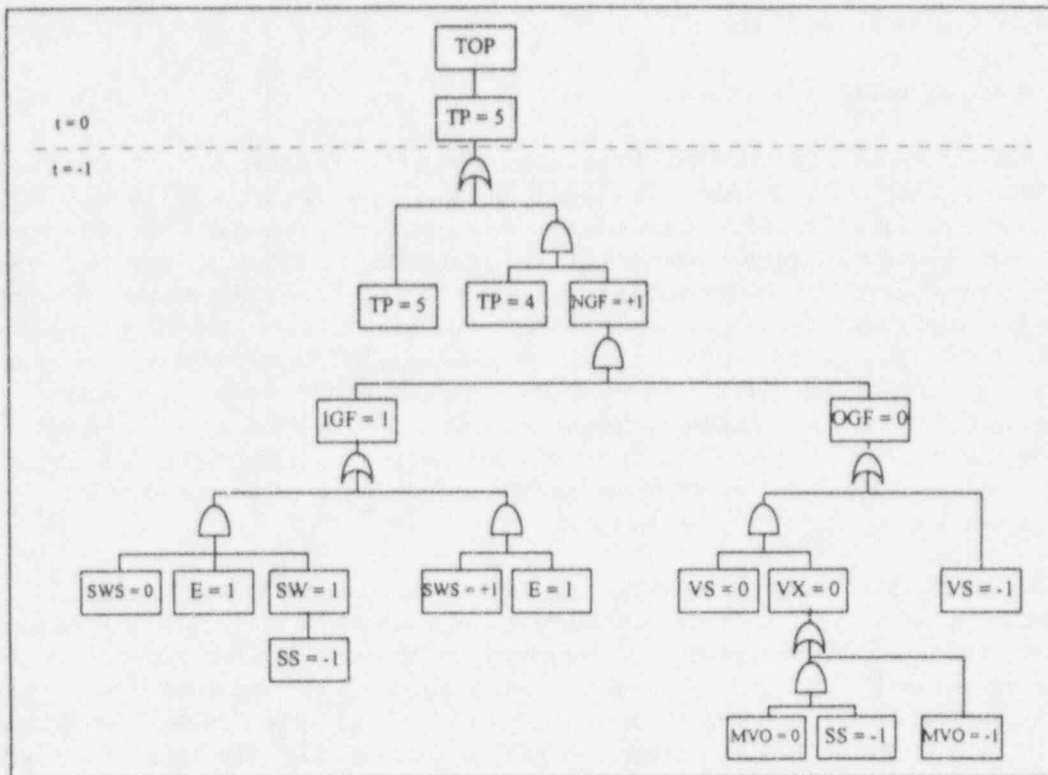 TOP
TP = 5
t = 0
t = -1
TP = 5
TP = 4
NGF = +1
IGF = 1
OGF = 0
SWS = 0
E = 1
SW = 1
SWS = +1
E = 1
VS = 0
VX = 0
VS = -1
SS = -1
MVO = 0
SS = -1
MVO = -1